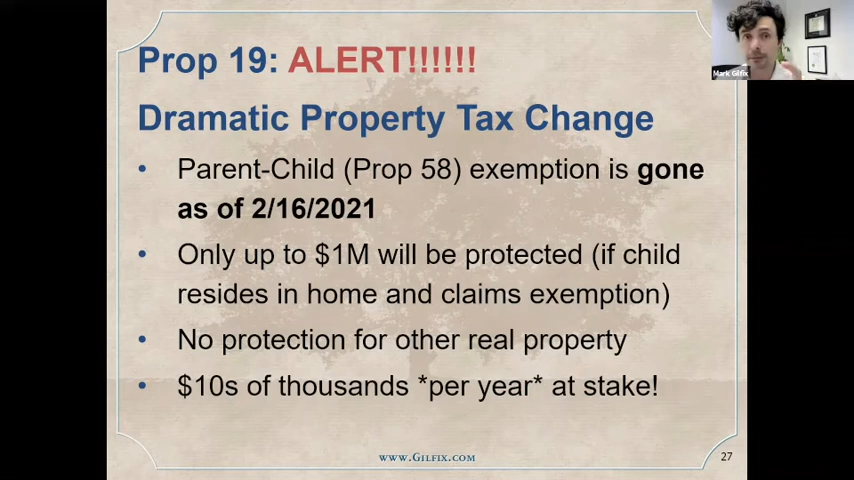 Prop 19: ALERT!!!!!!
Dramatic Property Tax Change
• Parent-Child (Prop 58) exemption is gone
as of 2/16/2021
• Only up to $1M will be protected (if child
resides in home and claims exemption)
• No protection for other real property
• $10s of thousands *per year* at stake!
www.Gilfix.com
27
Mark Gilfix